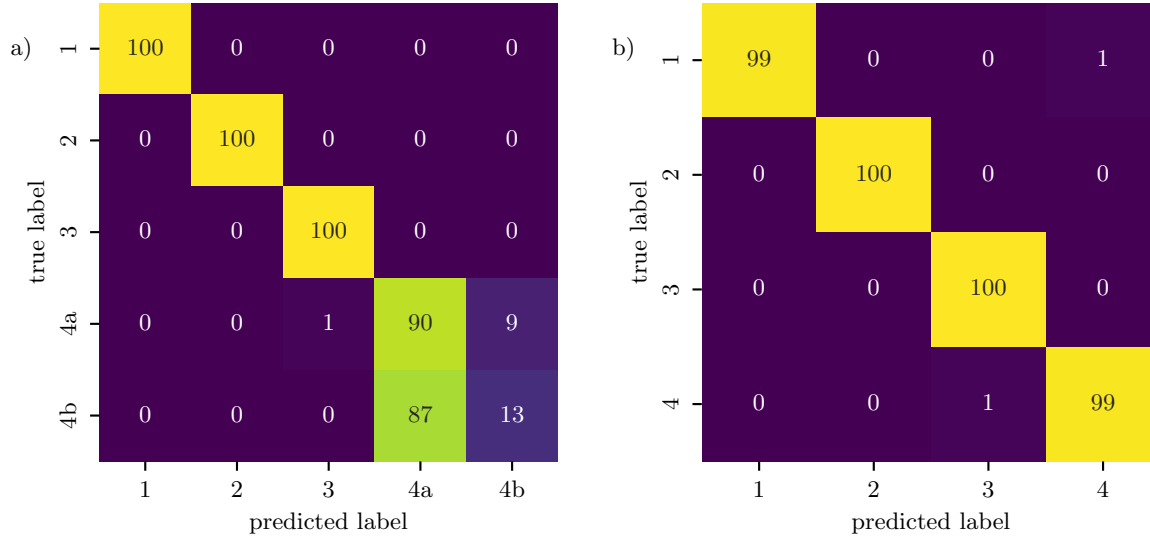 a)
true label
1 100 0 0 0 0
2 0 100 0 0 0
3 0 0 100 0 0
4a 0 0 1 90 9
4b 0 0 0 87 13
1 2 3 4a 4b
predicted label
b)
true label
1 99 0 0 1
2 0 100 0 0
3 0 0 100 0
4 0 0 1 99
1 2 3 4
predicted label